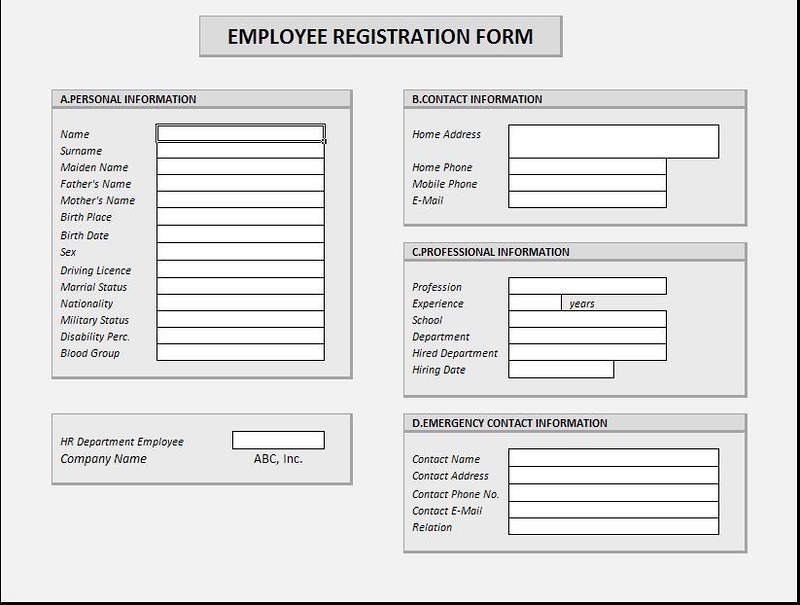 EMPLOYEE REGISTRATION FORM
A.PERSONAL INFORMATION
Name
Surname
Maiden Name
Father's Name
Mother's Name
Birth Place
Birth Date
Sex
Driving Licence
Marrial Status
Nationality
Military Status
Disability Perc.
Blood Group
HR Department Employee
Company Name ABC, Inc.
B.CONTACT INFORMATION
Home Address
Home Phone
Mobile Phone
E-Mail
C.PROFESSIONAL INFORMATION
Profession
Experience years
School
Department
Hired Department
Hiring Date
D.EMERGENCY CONTACT INFORMATION
Contact Name
Contact Address
Contact Phone No.
Contact E-Mail
Relation